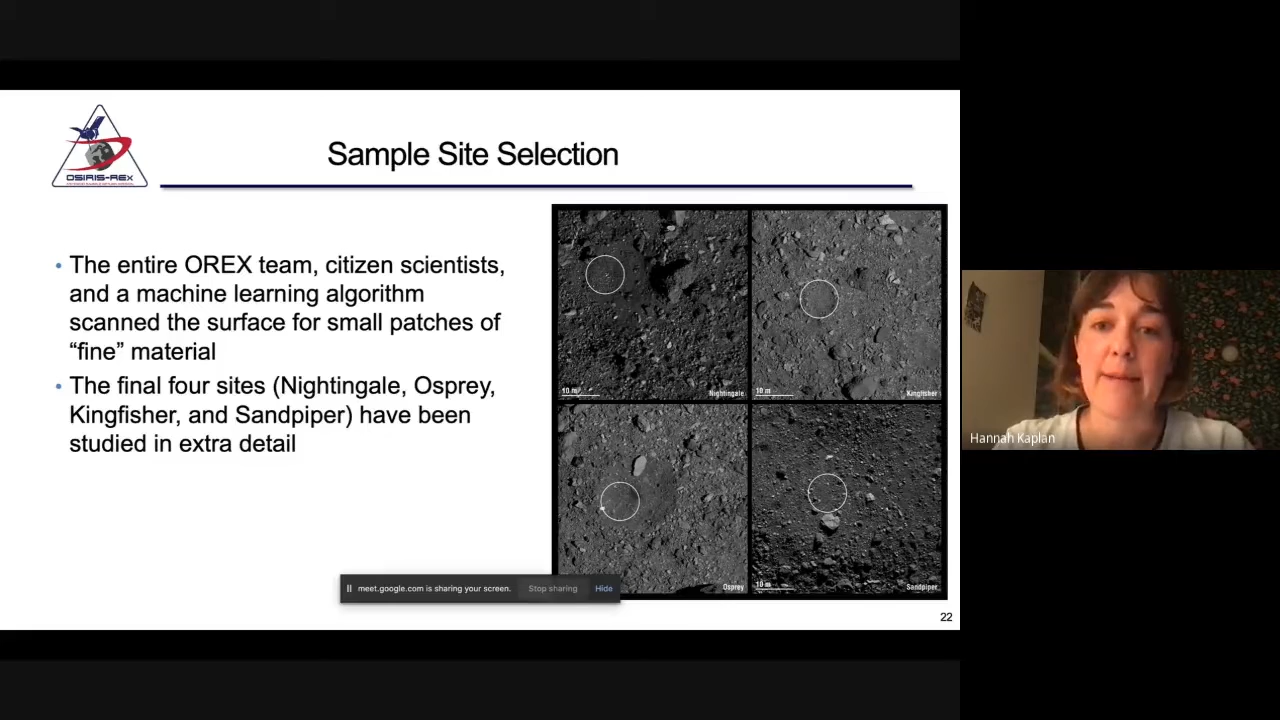 OSIRIS-REx
Sample Site Selection
• The entire OREX team, citizen scientists,
and a machine learning algorithm
scanned the surface for small patches of
“fine” material
• The final four sites (Nightingale, Osprey,
Kingfisher, and Sandpiper) have been
studied in extra detail
10 m
Nightingale
10 m
Kingfisher
Osprey
10 m
Sandpiper
meet.google.com is sharing your screen.
Stop sharing
Hide
22
Hannah Kaplan